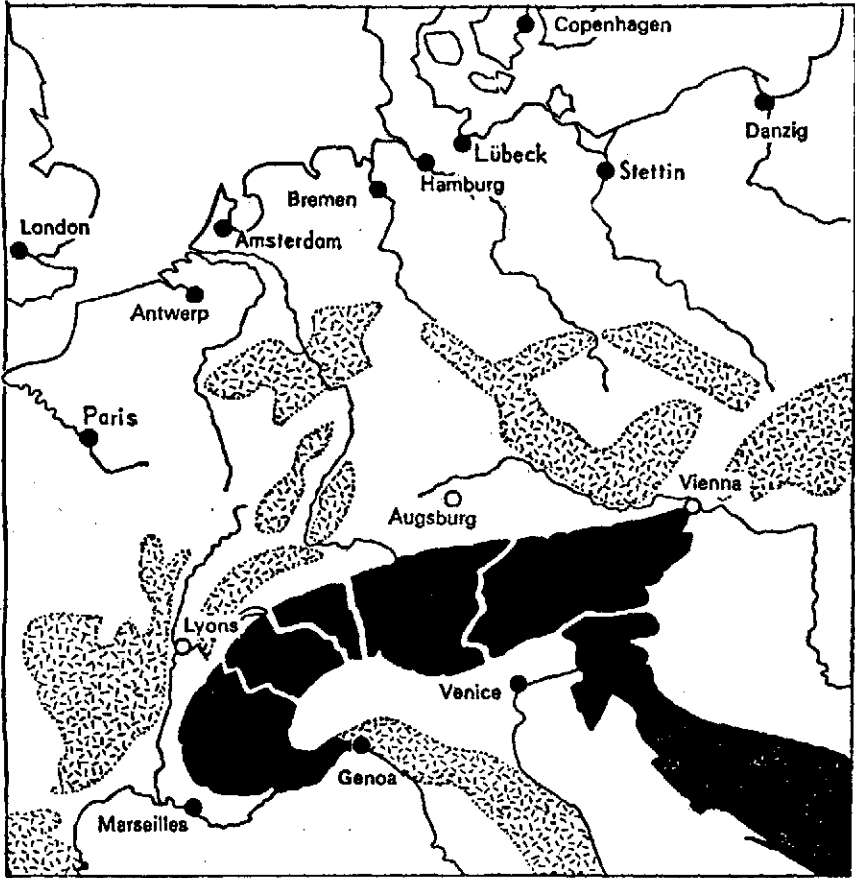 Copenhagen
Danzig
Lübeck
Stettin
Hamburg
Bremen
London
Amsterdam
Antwerp
Paris
Vienna
Augsburg
Lyons
Venice
Genoa
Marseilles